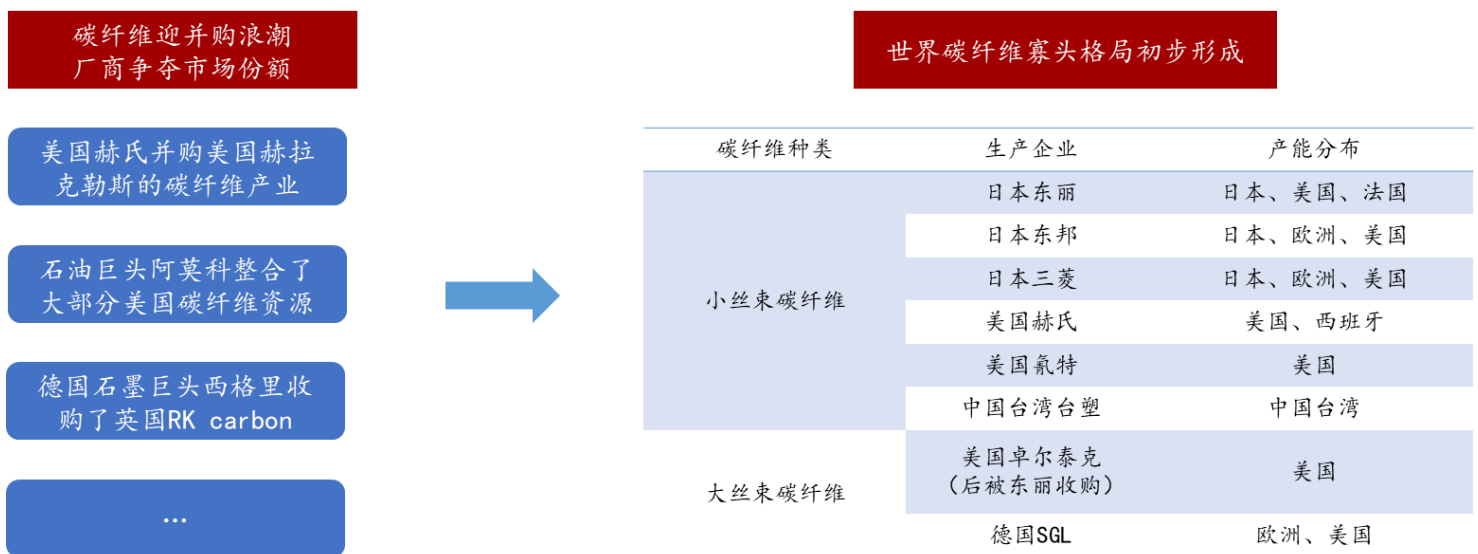 碳纤维迎并购浪潮
厂商争夺市场份额
美国赫氏并购美国赫拉
克勒斯的碳纤维产业
石油巨头阿莫科整合了
大部分美国碳纤维资源
德国石墨巨头西格里收
购了英国RK carbon
...
世界碳纤维寡头格局初步形成
碳纤维种类 生产企业 产能分布
日本东丽 日本、美国、法国
日本东邦 日本、欧洲、美国
日本三菱 日本、欧洲、美国
小丝束碳纤维
美国赫氏 美国、西班牙
美国氰特 美国
中国台湾台塑 中国台湾
美国卓尔泰克
（后被东丽收购） 美国
大丝束碳纤维
德国SGL 欧洲、美国